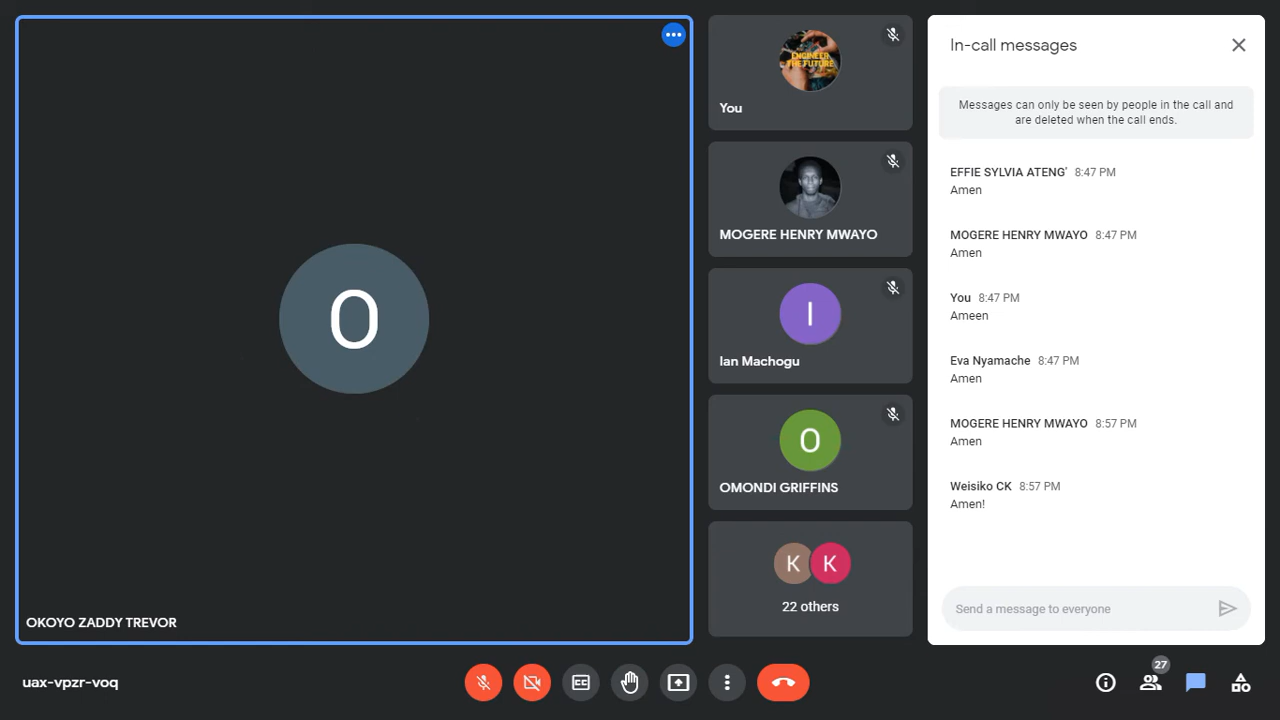 O
OKOYO ZADDY TREVOR
ENGINEER
THE FUTURE
You
MOGERE HENRY MWAYO
I
Ian Machogu
O
OMONDI GRIFFINS
K K
22 others
In-call messages
Messages can only be seen by people in the call and
are deleted when the call ends.
EFFIE SYLVIA ATENG' 8:47 PM
Amen
MOGERE HENRY MWAYO 8:47 PM
Amen
You 8:47 PM
Ameen
Eva Nyamache 8:47 PM
Amen
MOGERE HENRY MWAYO 8:57 PM
Amen
Weisiko CK 8:57 PM
Amen!
Send a message to everyone
uax-vpzr-voq
27